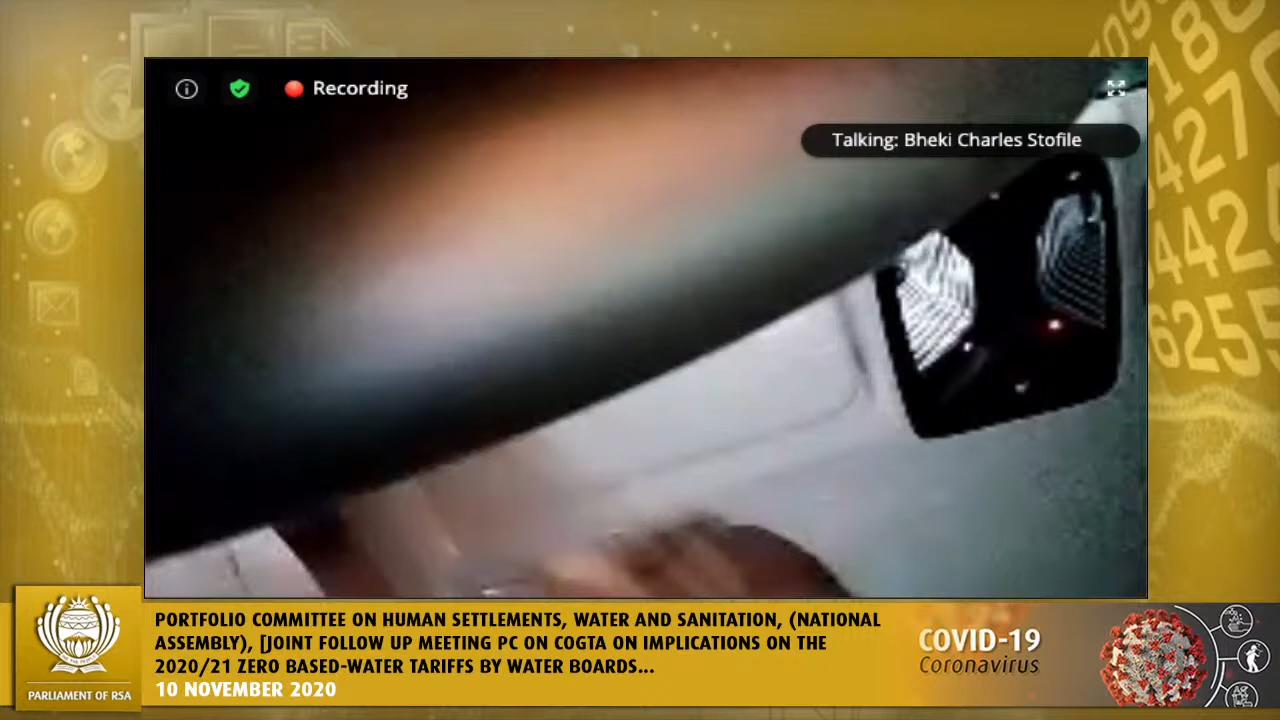 Recording
Talking: Bheki Charles Stofile
PORTFOLIO COMMITTEE ON HUMAN SETTLEMENTS, WATER AND SANITATION, (NATIONAL
ASSEMBLY), [JOINT FOLLOW UP MEETING PC ON COGTA ON IMPLICATIONS ON THE
2020/21 ZERO BASED-WATER TARIFFS BY WATER BOARDS...
10 NOVEMBER 2020
PARLIAMENT OF RSA
COVID-19
Coronavirus